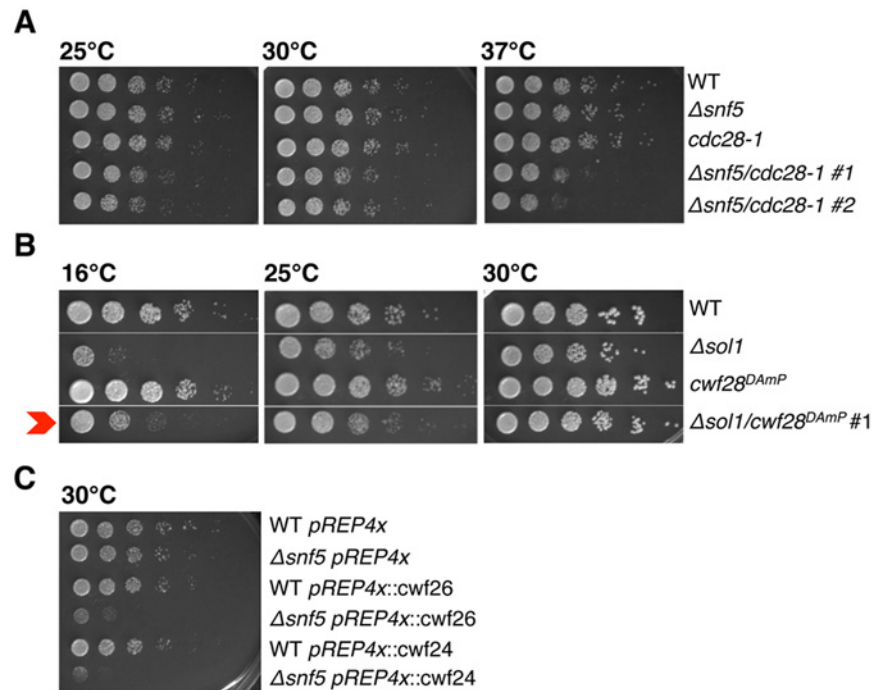 A
25°C 30°C 37°C
WT
Δsnf5
cdc28-1
Δsnf5/cdc28-1 #1
Δsnf5/cdc28-1 #2
B
16°C 25°C 30°C
WT
Δsol1
cwf28DAmP
Δsol1/cwf28DAmP #1
C
30°C
WT pREP4x
Δsnf5 pREP4x
WT pREP4x::cwf26
Δsnf5 pREP4x::cwf26
WT pREP4x::cwf24
Δsnf5 pREP4x::cwf24